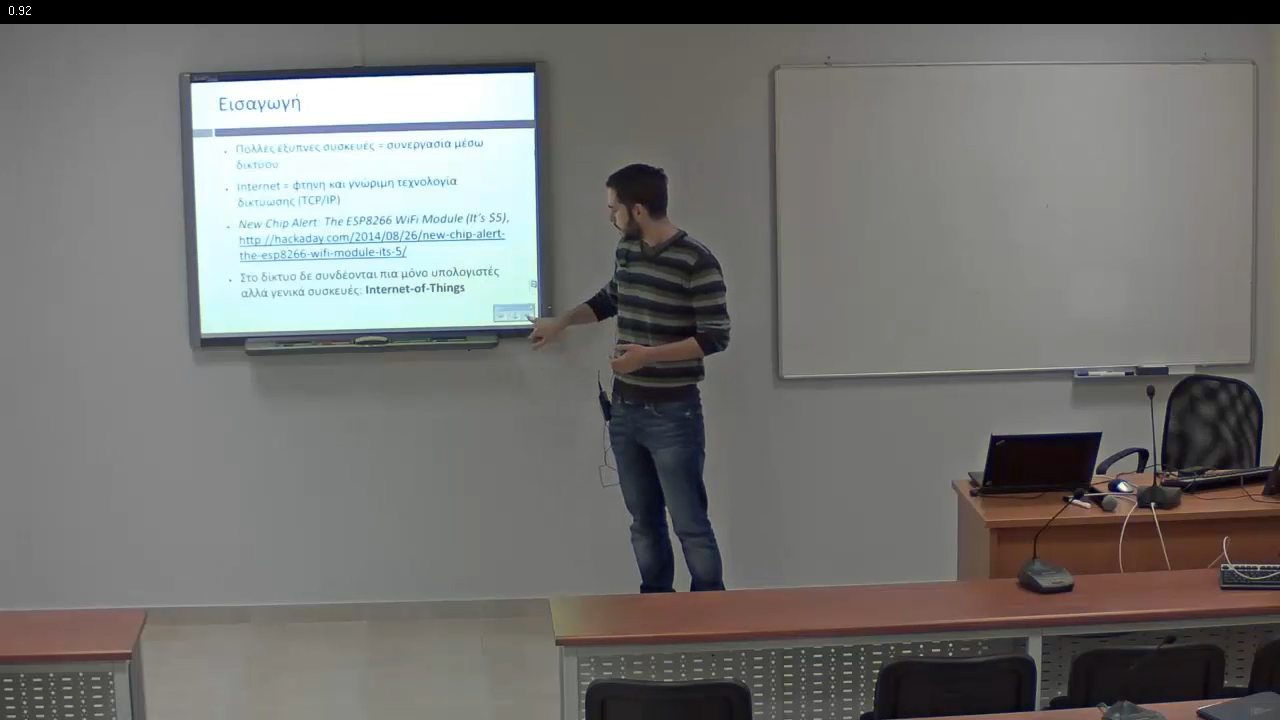 0.92
Εισαγωγή
Πολλές έξυπνες συσκευές = συνεργασία μέσω
δικτύου
Internet = φτηνη και γνώριμη τεχνολογία
δικτύωσης (TCP/IP)
New Chip Alert: The ESP8266 WiFi Module (It's $5),
http://hackaday.com/2014/08/26/new-chip-alert-
the-esp8266-wifi-module-its-5/
Στο δίκτυο δε συνδέονται πια μόνο υπολογιστές
αλλά γενικά συσκευές: Internet-of-Things